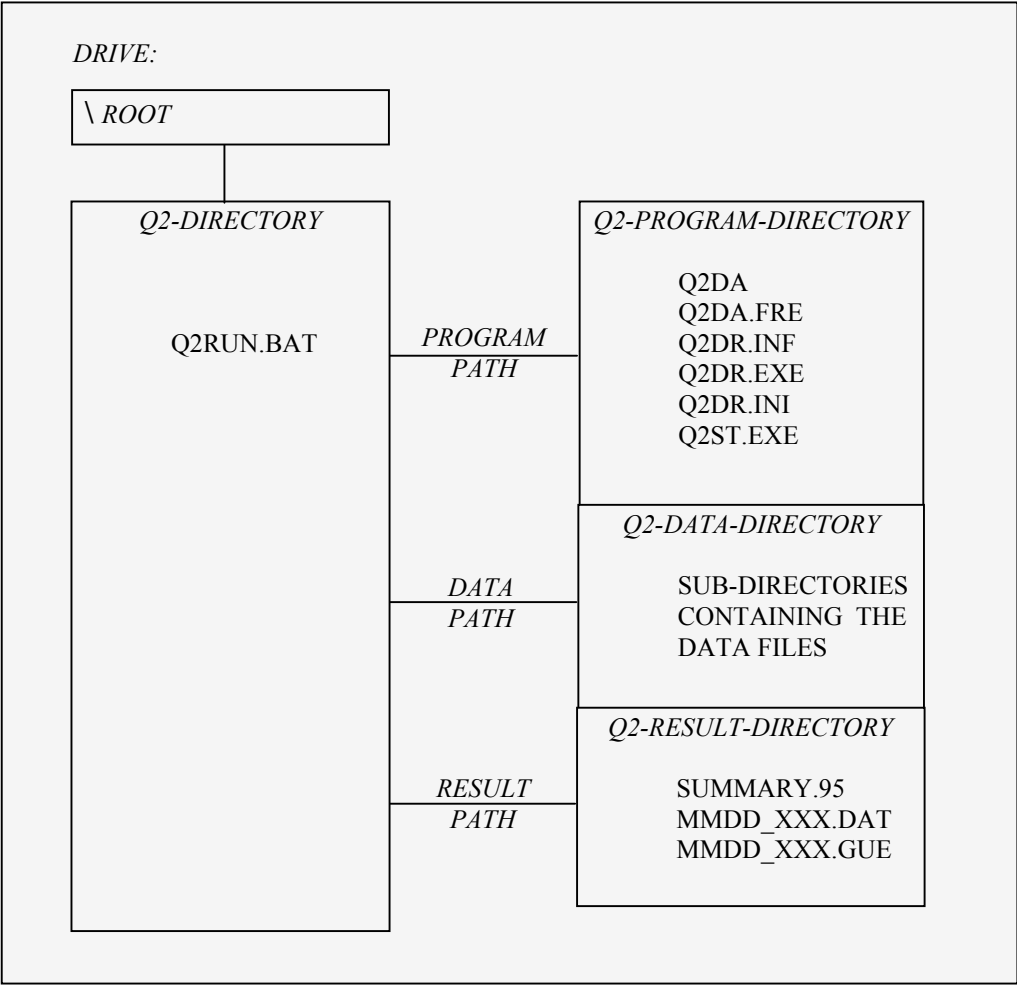 DRIVE:
\ ROOT
Q2-DIRECTORY
Q2RUN.BAT
PROGRAM
PATH
Q2-PROGRAM-DIRECTORY
Q2DA
Q2DA.FRE
Q2DR.INF
Q2DR.EXE
Q2DR.INI
Q2ST.EXE
DATA
PATH
Q2-DATA-DIRECTORY
SUB-DIRECTORIES
CONTAINING THE
DATA FILES
RESULT
PATH
Q2-RESULT-DIRECTORY
SUMMARY.95
MMDD_XXX.DAT
MMDD_XXX.GUE